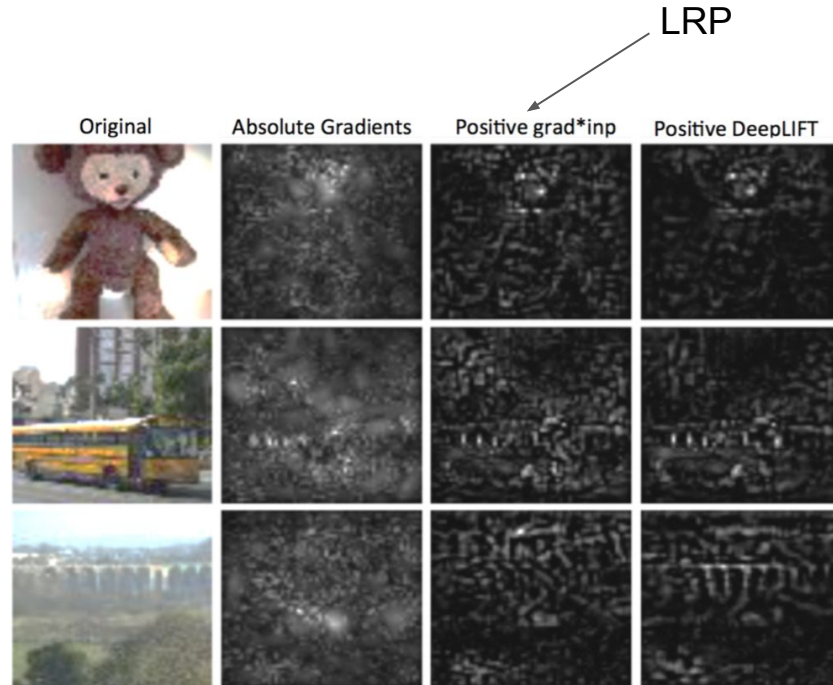 LRP
Original
Absolute Gradients
Positive grad*inp
Positive DeepLIFT